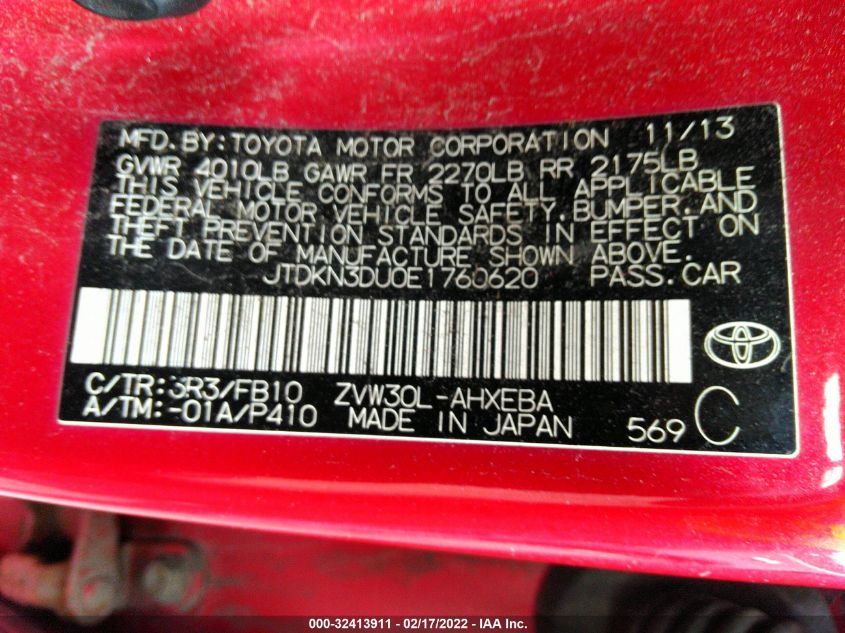 MFD. BY: TOYOTA MOTOR CORPORATION 11/13
GVWR 4010LB GAWR FR 2270LB RR 2175LB
THIS VEHICLE CONFORMS TO ALL APPLICABLE
FEDERAL MOTOR VEHICLE SAFETY, BUMPER, AND
THEFT PREVENTION STANDARDS IN EFFECT ON
THE DATE OF MANUFACTURE SHOWN ABOVE.
JTDKN3DU0E1760620 PASS. CAR
C/TR: 3R3/FB10 ZVW30L-AHXEBA
A/TM: -01A/P410 MADE IN JAPAN 569 C
000-32413911 - 02/17/2022 - IAA Inc.